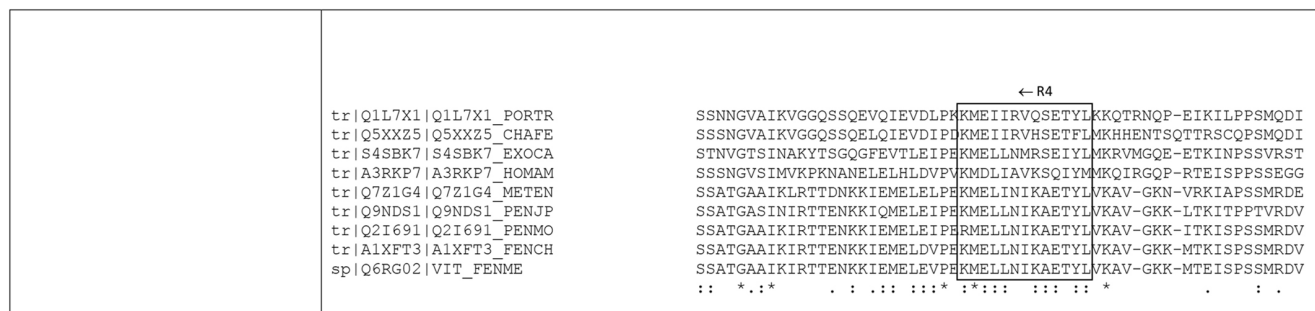 ← R4
tr|Q1L7X1|Q1L7X1_PORTR SSNNGVAIKVGGQSSQEVQIEVDLPKKMEIIRVQSETYLKKQTRNQP-EIKILPPSMQDI
tr|Q5XXZ5|Q5XXZ5_CHAFE SSSNGVAIKVGGQSSQELQIEVDIPDKMEIIRVHSETFLMKHHENTSQTTRSCQPSMQDI
tr|S4SBK7|S4SBK7_EXOCA STNVGTSINAKYTSGQGFEVTLEIPEKMELLNMRSEIYLMKRVMGQE-ETKINPSSVRST
tr|A3RKP7|A3RKP7_HOMAM SSSNGVSIMVKPKNANELELHLDVPVKMDLIAVKSQIYMMKQIRGQP-RTEISPPSSEGG
tr|Q7Z1G4|Q7Z1G4_METEN SSATGAAIKLRTTDNKKIEMELELPEKMELLNIKAETYLVKAV-GKN-VRKIAPSSMRDE
tr|Q9NDS1|Q9NDS1_PENJP SSATGASINIRTTENKKIQMELEIPEKMELLNIKAETYLVKAV-GKK-LTKITPPTVRDV
tr|Q2I691|Q2I691_PENMO SSATGAAIKIRTTENKKIEMELEIPERMELLNIKAETYLVKAV-GKK-ITKISPSSMRDV
tr|A1XFT3|A1XFT3_FENCH SSATGAAIKIRTTENKKIEMELDVPEKMELLNIKAETYLVKAV-GKK-MTKISPSSMRDV
sp|Q6RG02|VIT_FENME SSATGAAIKIRTTENKKIEMELEVPEKMELLNIKAETYLVKAV-GKK-MTEISPSSMRDV
:: *.:* . : .:: ::: :* :*::: ::: :: * . : .